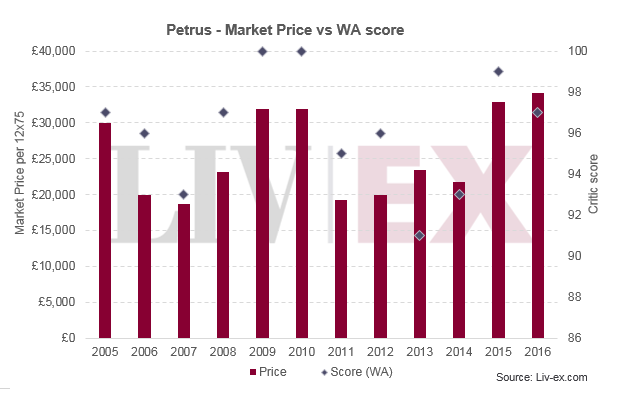 Petrus - Market Price vs WA score
£40,000
£35,000
£30,000
£25,000
£20,000
£15,000
£10,000
£5,000
£0
Market Price per 12x75
100
98
96
94
92
90
88
86
Critic score
LIV EX
2005 2006 2007 2008 2009 2010 2011 2012 2013 2014 2015 2016
Price Score (WA)
Source: Liv-ex.com